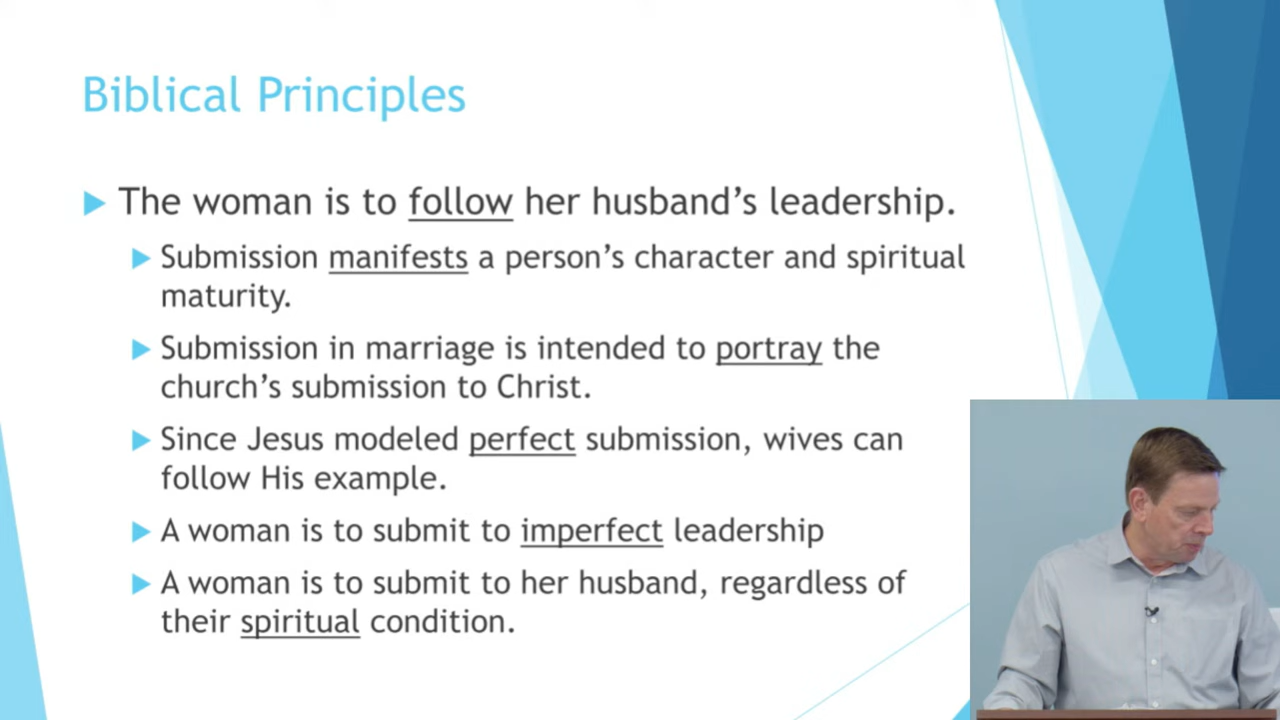 Biblical Principles
The woman is to follow her husband's leadership.
Submission manifests a person's character and spiritual
maturity.
Submission in marriage is intended to portray the
church's submission to Christ.
Since Jesus modeled perfect submission, wives can
follow His example.
A woman is to submit to imperfect leadership
A woman is to submit to her husband, regardless of
their spiritual condition.